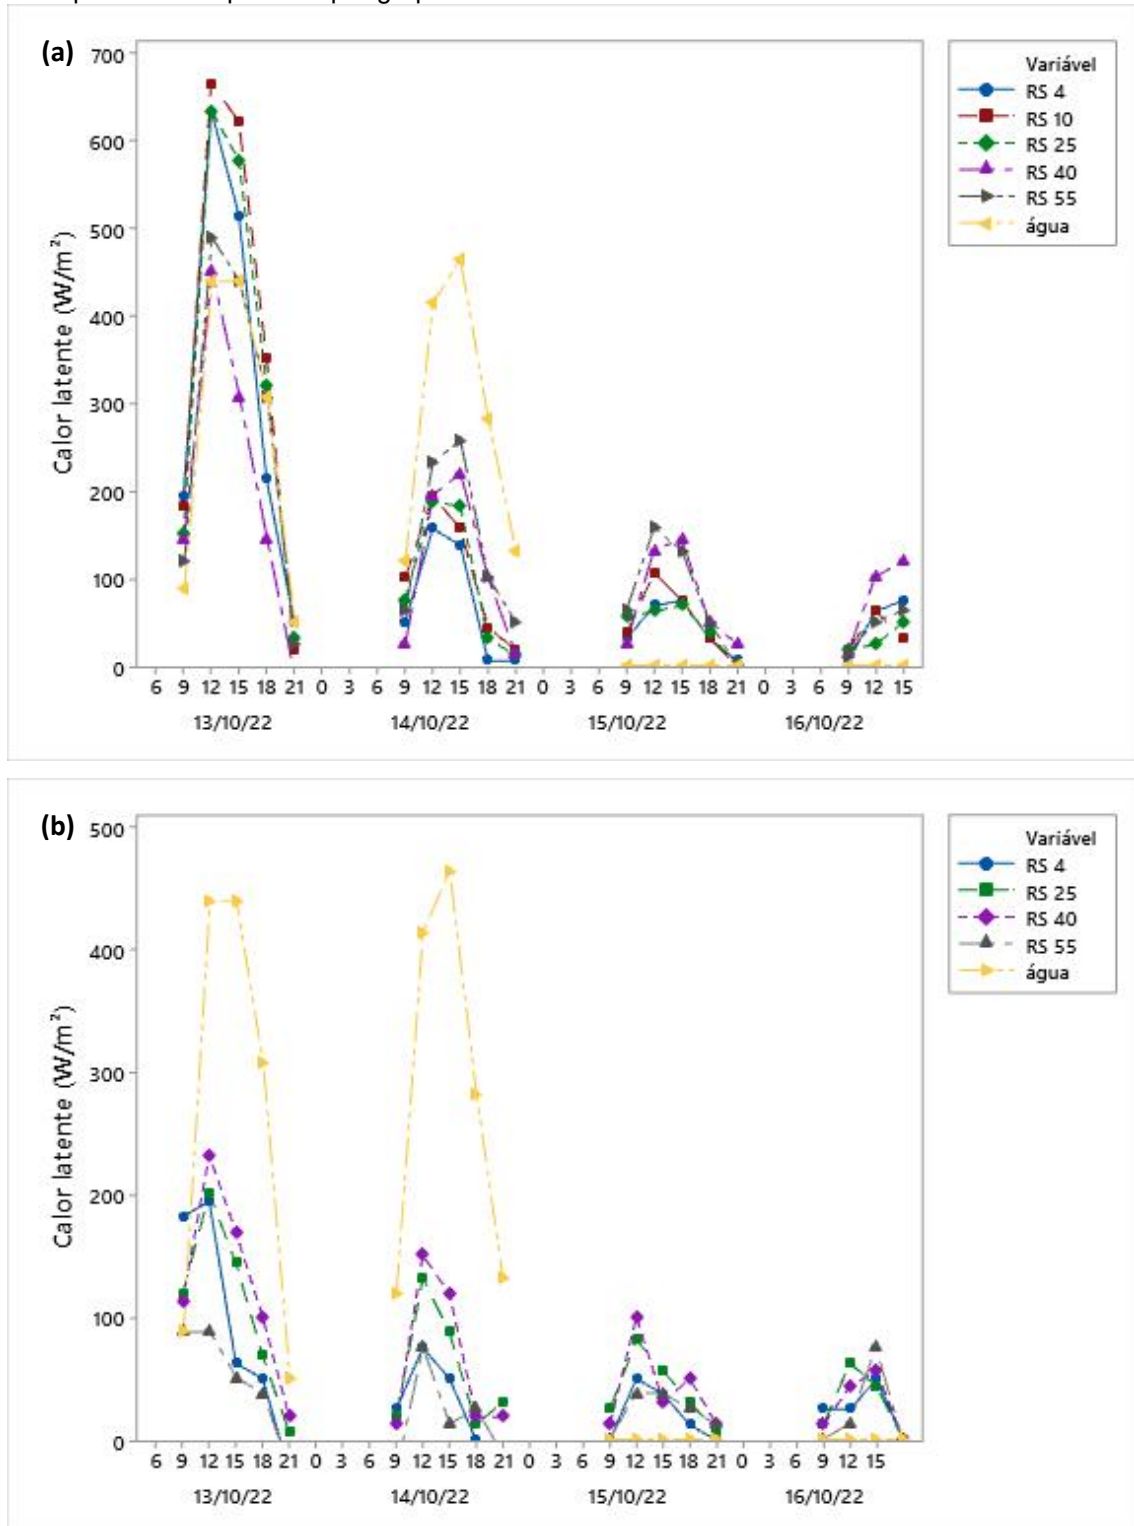 (a)
Calor latente (W/m²)
700
600
500
400
300
200
100
0
6 9 12 15 18 21 0 3 6 9 12 15 18 21 0 3 6 9 12 15 18 21 0 3 6 9 12 15
13/10/22 14/10/22 15/10/22 16/10/22
Variável
RS 4
RS 10
RS 25
RS 40
RS 55
água
(b)
Calor latente (W/m²)
500
400
300
200
100
0
6 9 12 15 18 21 0 3 6 9 12 15 18 21 0 3 6 9 12 15 18 21 0 3 6 9 12 15
13/10/22 14/10/22 15/10/22 16/10/22
Variável
RS 4
RS 25
RS 40
RS 55
água